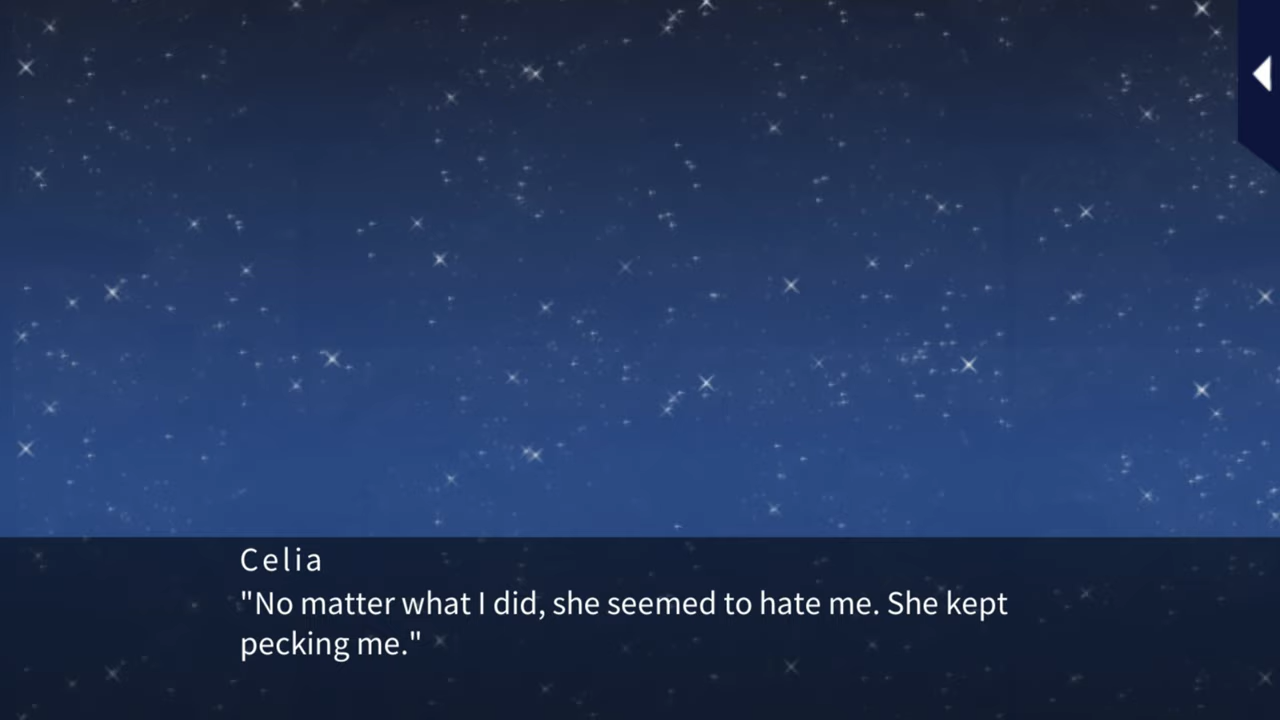 Celia
"No matter what I did, she seemed to hate me. She kept
pecking me."